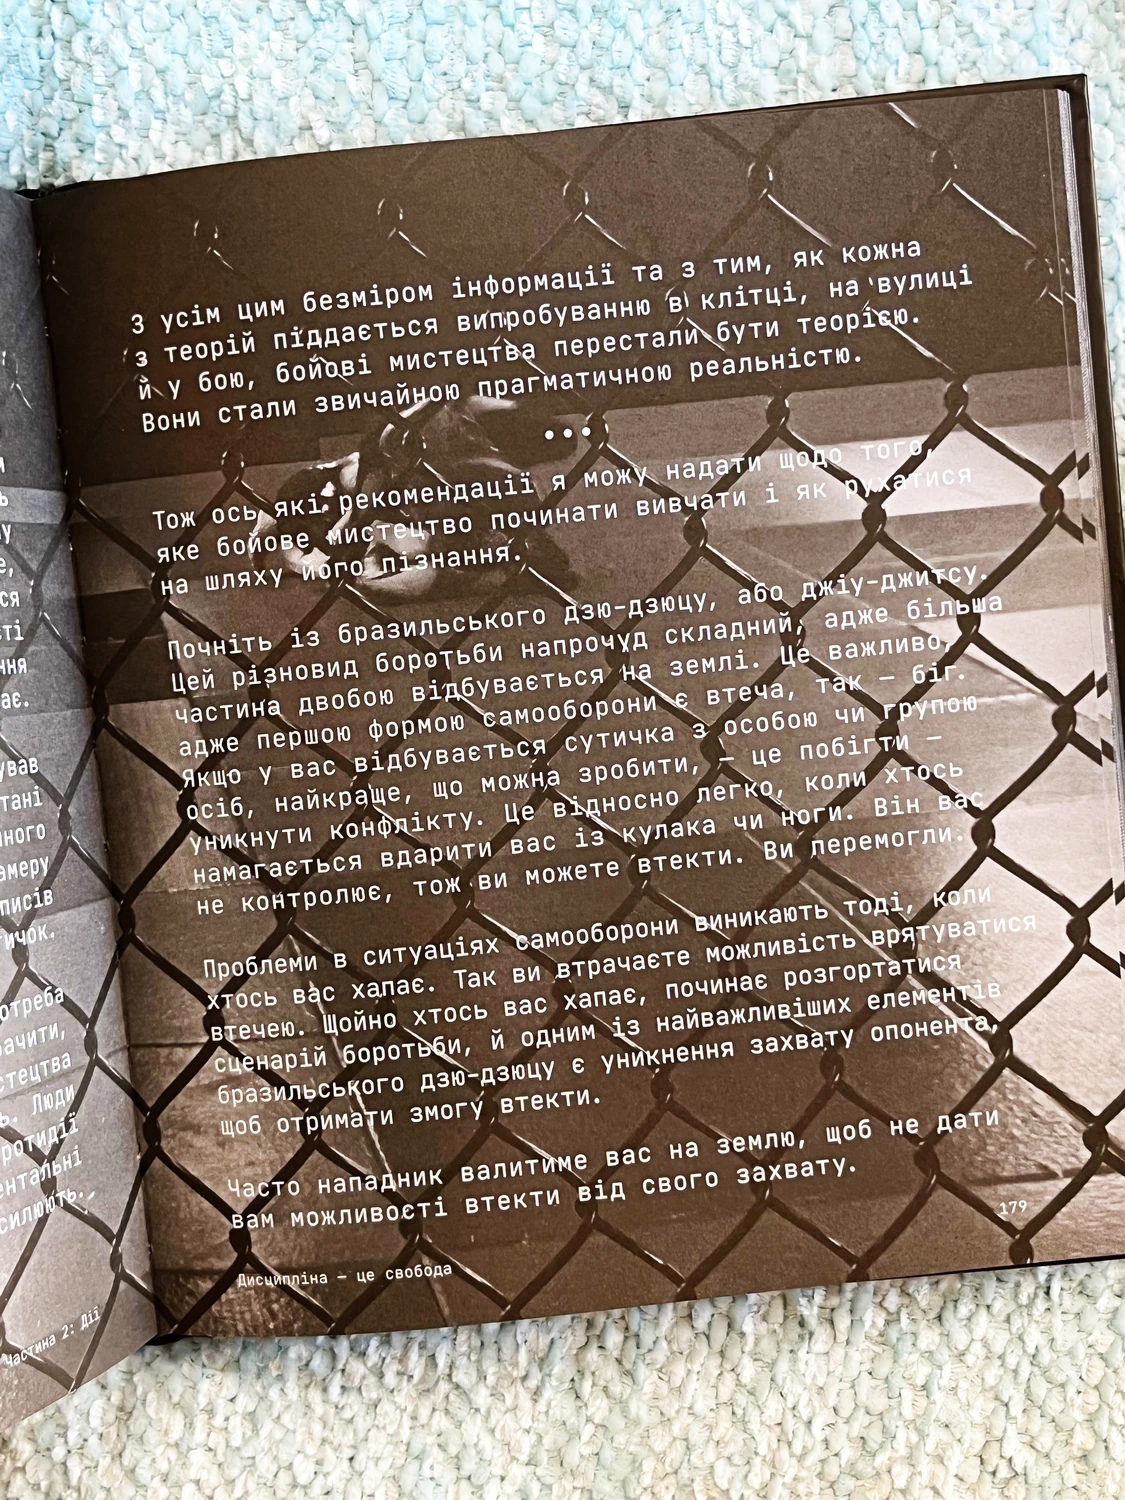 З усім цим безміром інформації та з тим, як кожна
з теорій піддається випробуванню в клітці, на вулиці
й у бою, бойові мистецтва перестали бути теорією.
Вони стали звичайною прагматичною реальністю.
•••
Тож ось які рекомендації я можу надати щодо того,
яке бойове мистецтво починати вивчати і як рухатися
на шляху його пізнання.
Почніть із бразильського дзю-дзюцу, або джіу-джитсу.
Цей різновид боротьби напрочуд складний, адже більша
частина двобою відбувається на землі. Це важливо,
адже першою формою самооборони є втеча, так — біг.
Якщо у вас відбувається сутичка з особою чи групою
осіб, найкраще, що можна зробити, — це побігти —
уникнути конфлікту. Це відносно легко, коли хтось
намагається вдарити вас із кулака чи ноги. Він вас
не контролює, тож ви можете втекти. Ви перемогли.
Проблеми в ситуаціях самооборони виникають тоді, коли
хтось вас хапає. Так ви втрачаєте можливість врятуватися
втечею. Щойно хтось вас хапає, починає розгортатися
сценарій боротьби, й одним із найважливіших елементів
бразильського дзю-дзюцу є уникнення захвату опонента,
щоб отримати змогу втекти.
Часто нападник валитиме вас на землю, щоб не дати
вам можливості втекти від свого захвату.
179
Дисципліна — це свобода
Частина 2: Дії